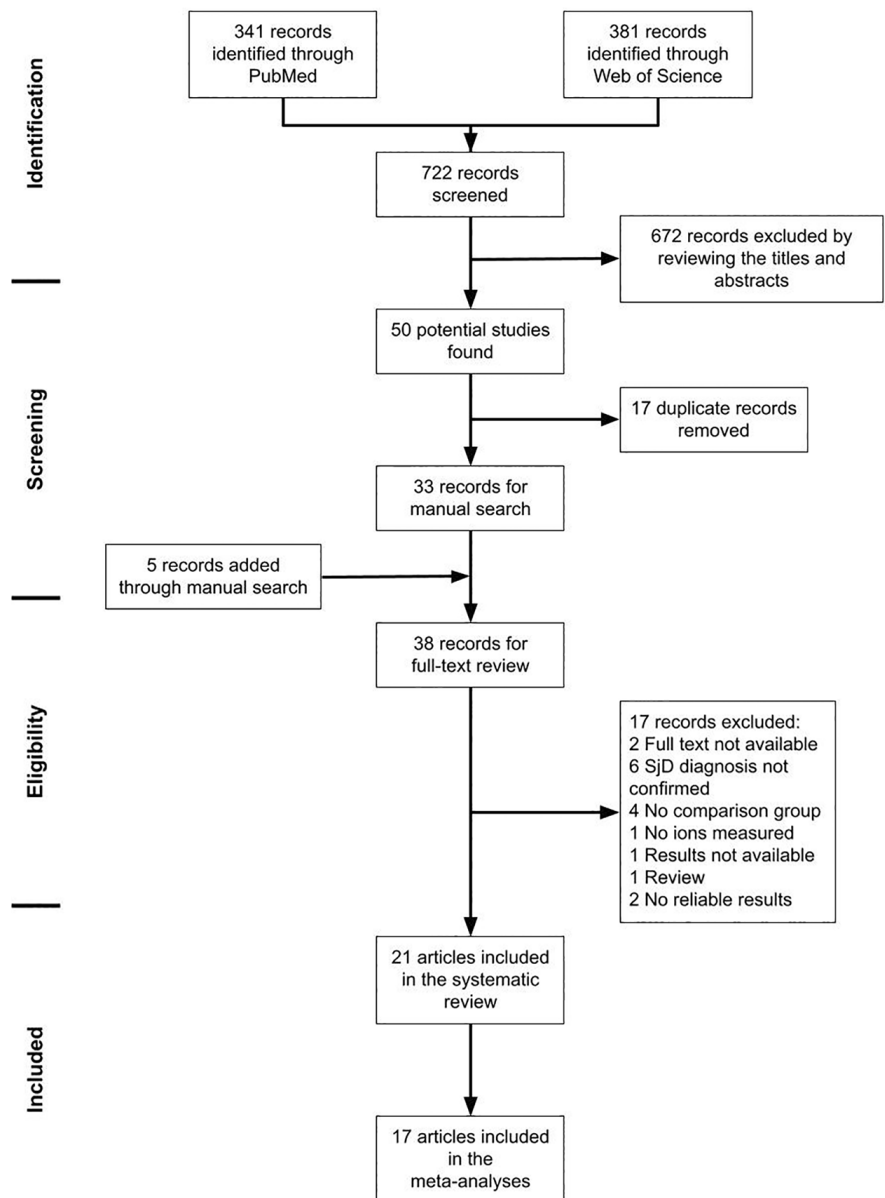 Identification
341 records
identified through
PubMed
381 records
identified through
Web of Science
722 records
screened
672 records excluded by
reviewing the titles and
abstracts
Screening
50 potential studies
found
17 duplicate records
removed
33 records for
manual search
5 records added
through manual search
Eligibility
38 records for
full-text review
17 records excluded:
2 Full text not available
6 SjD diagnosis not
confirmed
4 No comparison group
1 No ions measured
1 Results not available
1 Review
2 No reliable results
Included
21 articles included
in the systematic
review
17 articles included
in the
meta-analyses